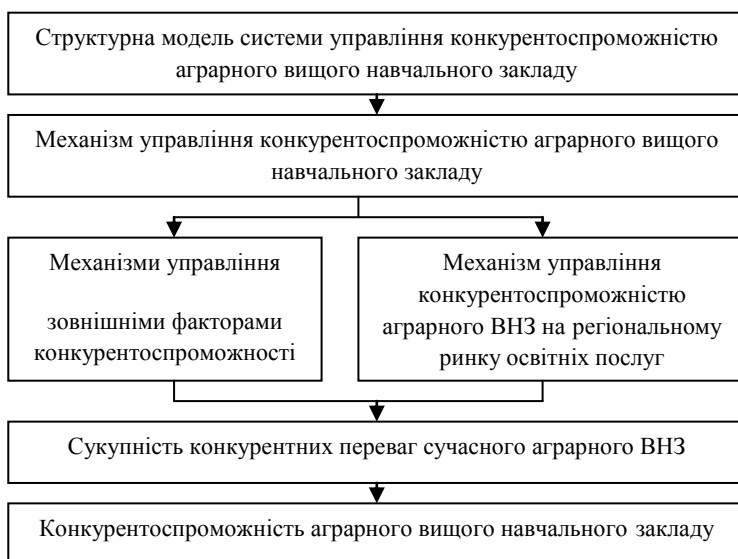 Структурна модель системи управління конкурентоспроможністю
аграрного вищого навчального закладу
Механізм управління конкурентоспроможністю аграрного вищого
навчального закладу
Механізми управління
зовнішніми факторами
конкурентоспроможності
Механізм управління
конкурентоспроможністю
аграрного ВНЗ на регіональному
ринку освітніх послуг
Сукупність конкурентних переваг сучасного аграрного ВНЗ
Конкурентоспроможність аграрного вищого навчального закладу